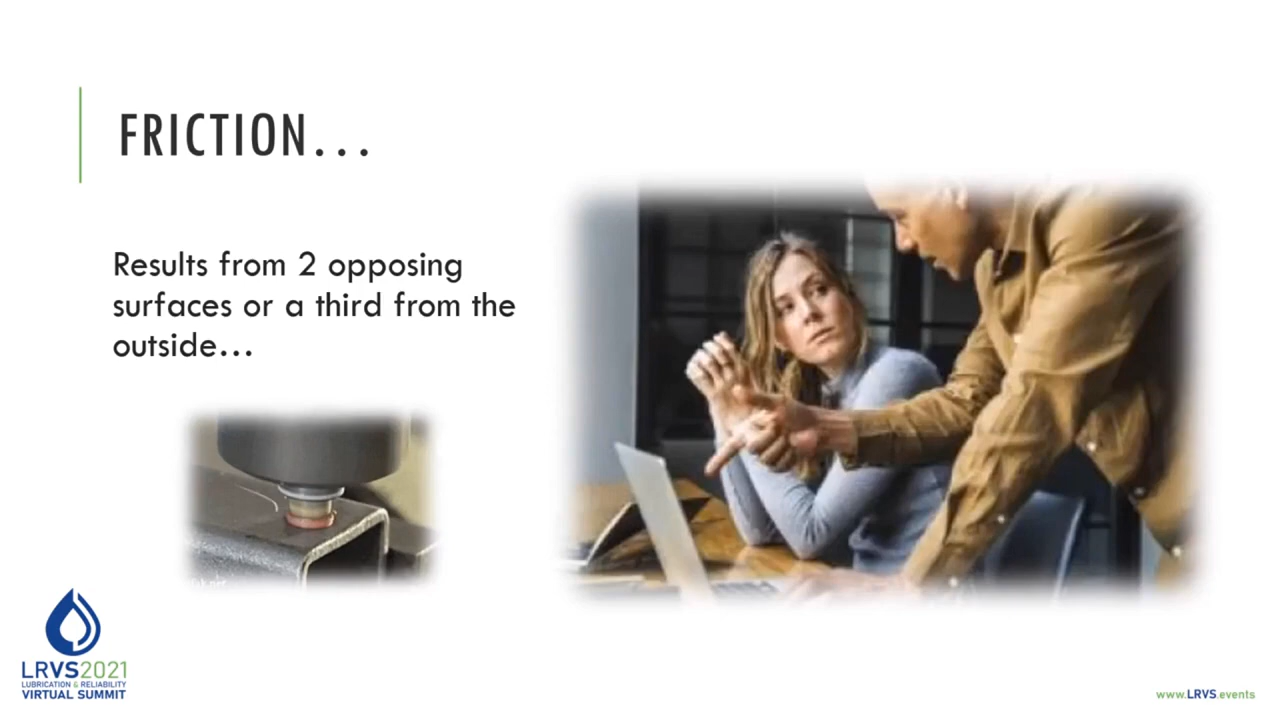 FRICTION...
Results from 2 opposing
surfaces or a third from the
outside...
LRVS2021
LUBRICATION & RELIABILITY
VIRTUAL SUMMIT
www.LRVS.events